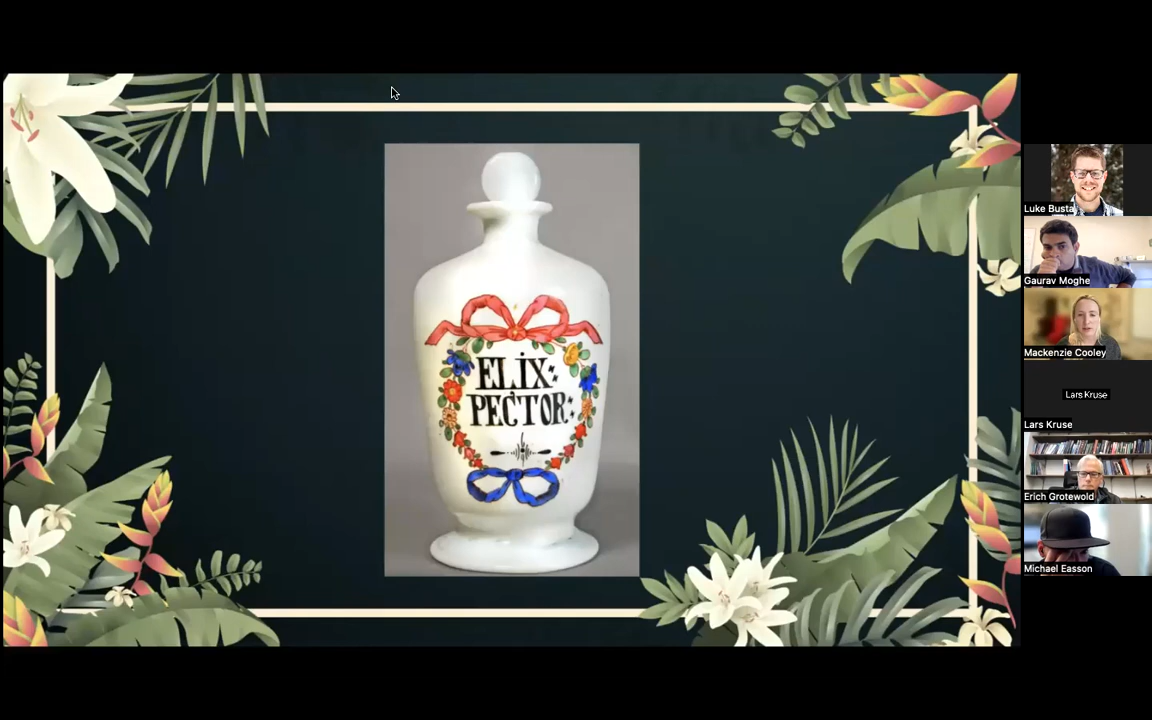 ELIX:
PECTOR:
Luke Busta
Gaurav Moghe
Mackenzie Cooley
Lars Kruse
Lars Kruse
Erich Grotewold
Michael Easson